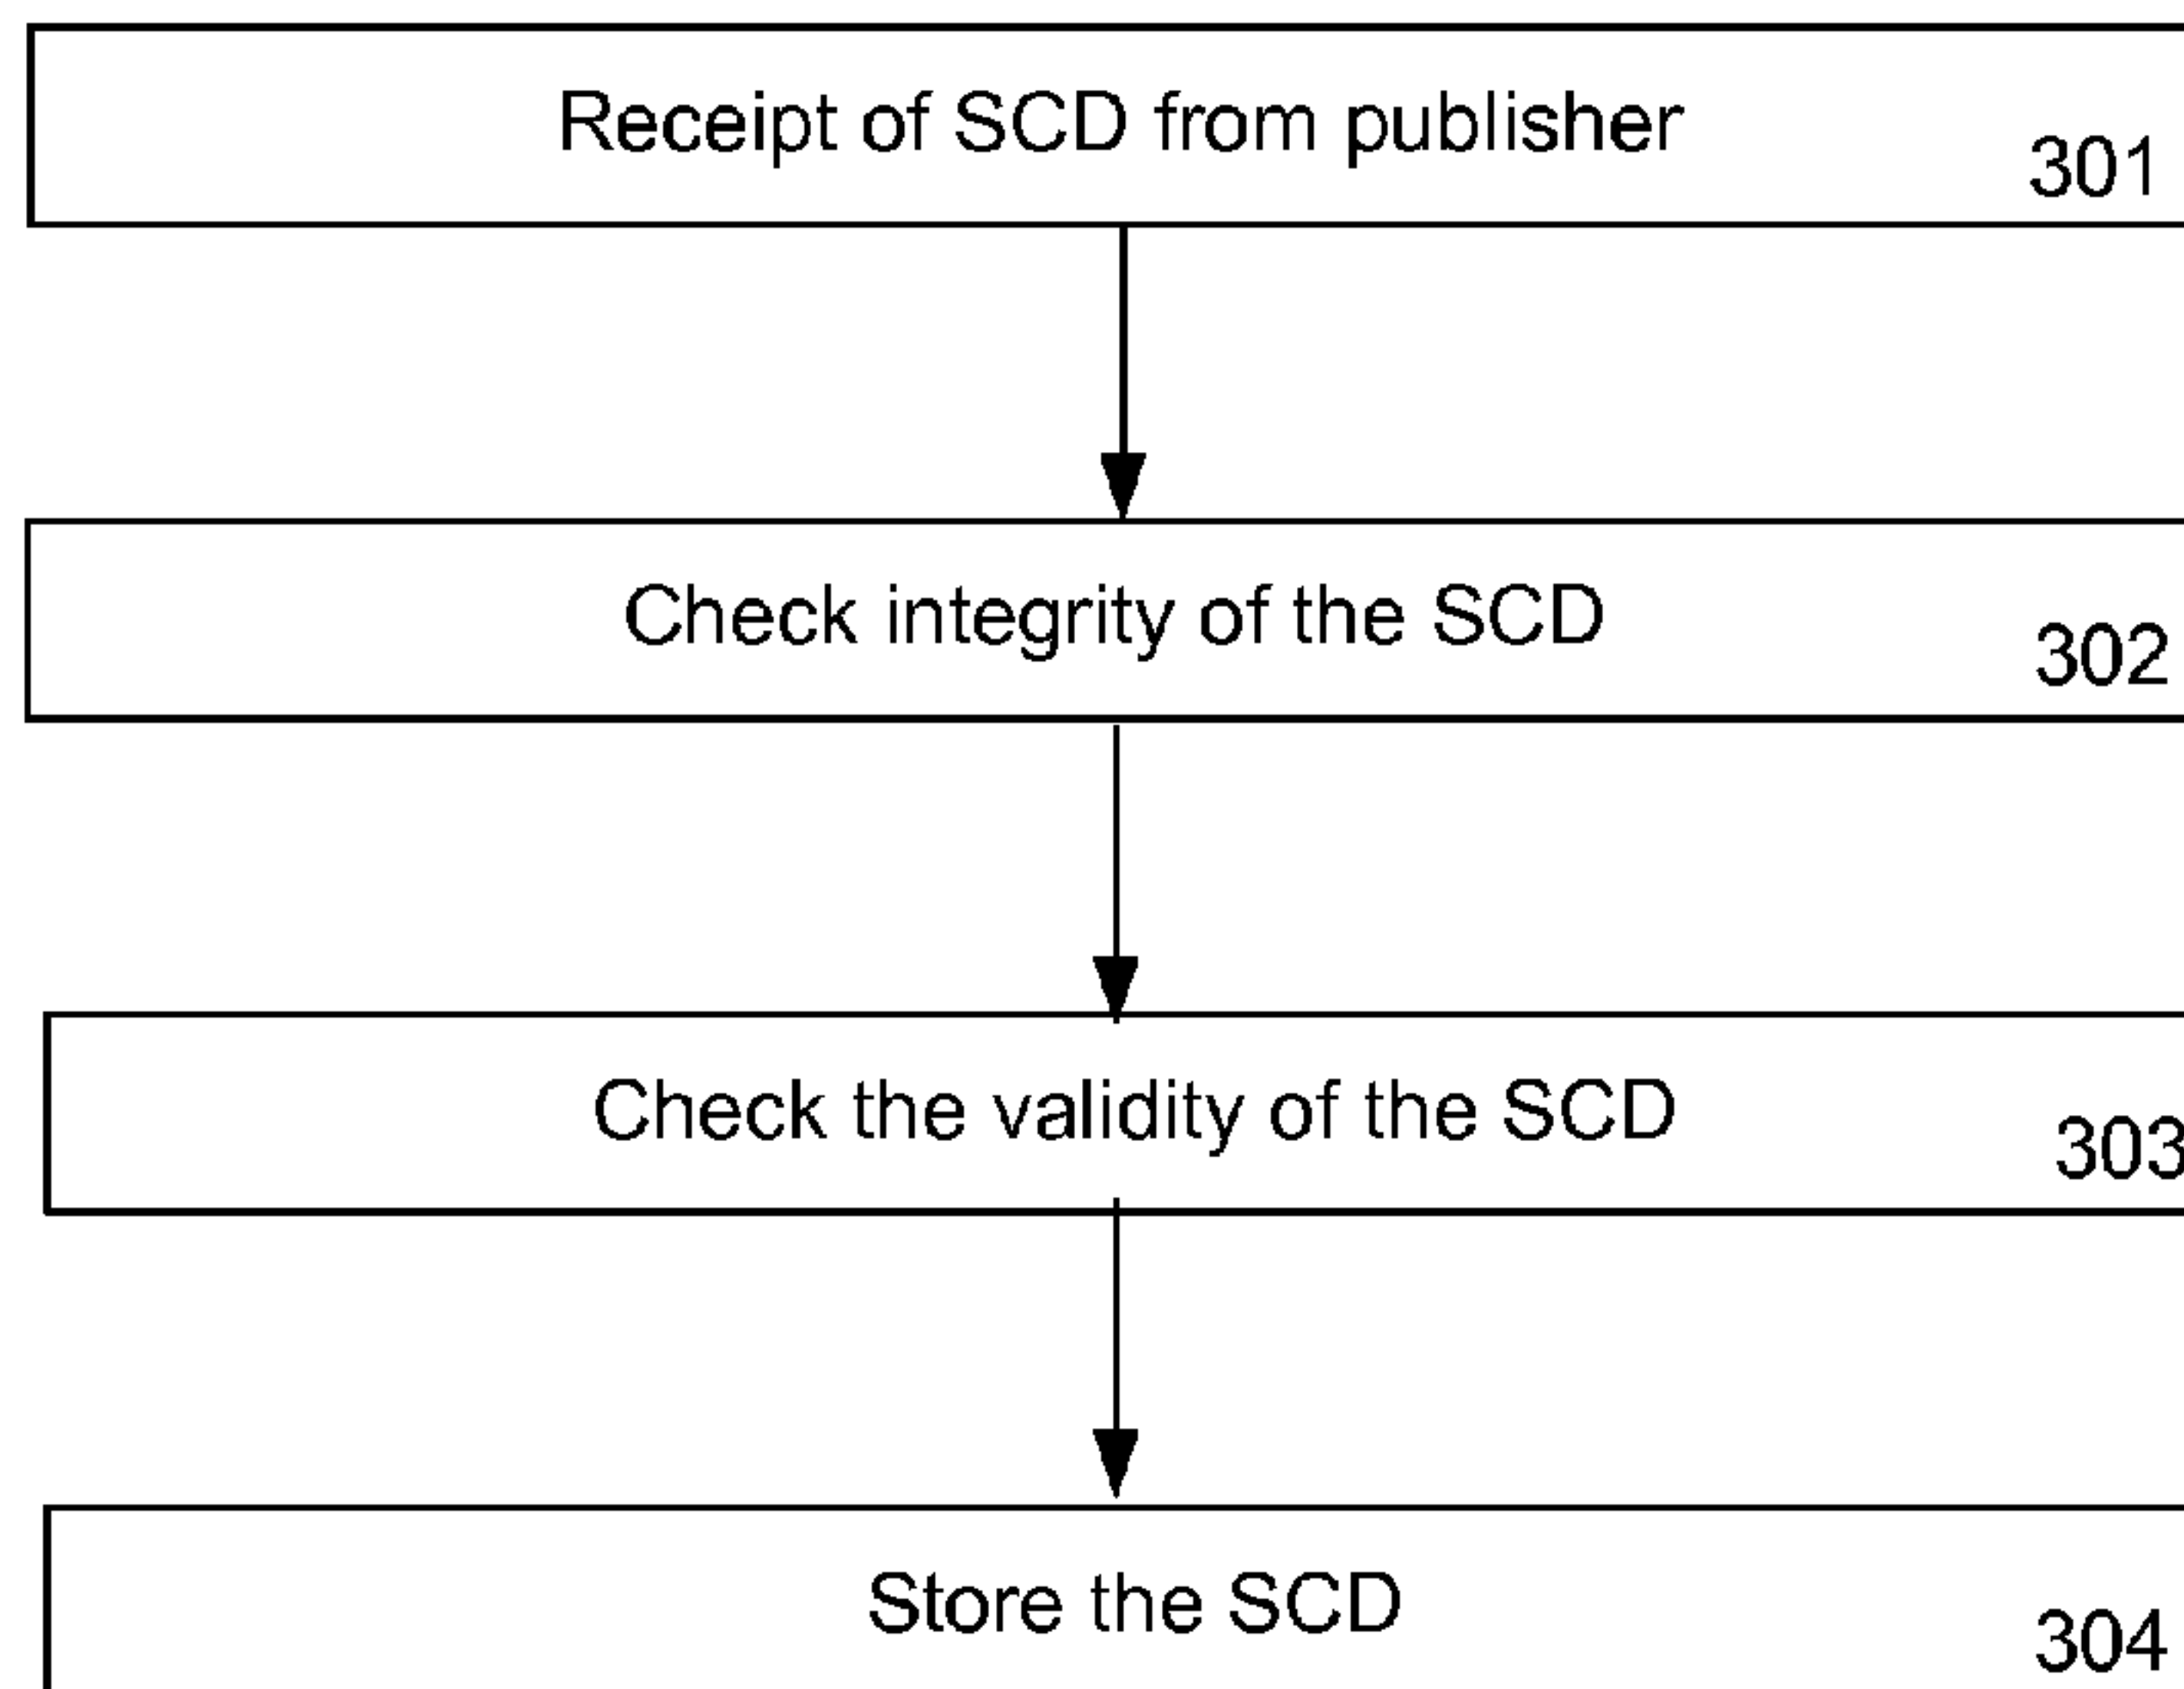 Receipt of SCD from publisher
301
Check integrity of the SCD
302
Check the validity of the SCD
303
Store the SCD
304